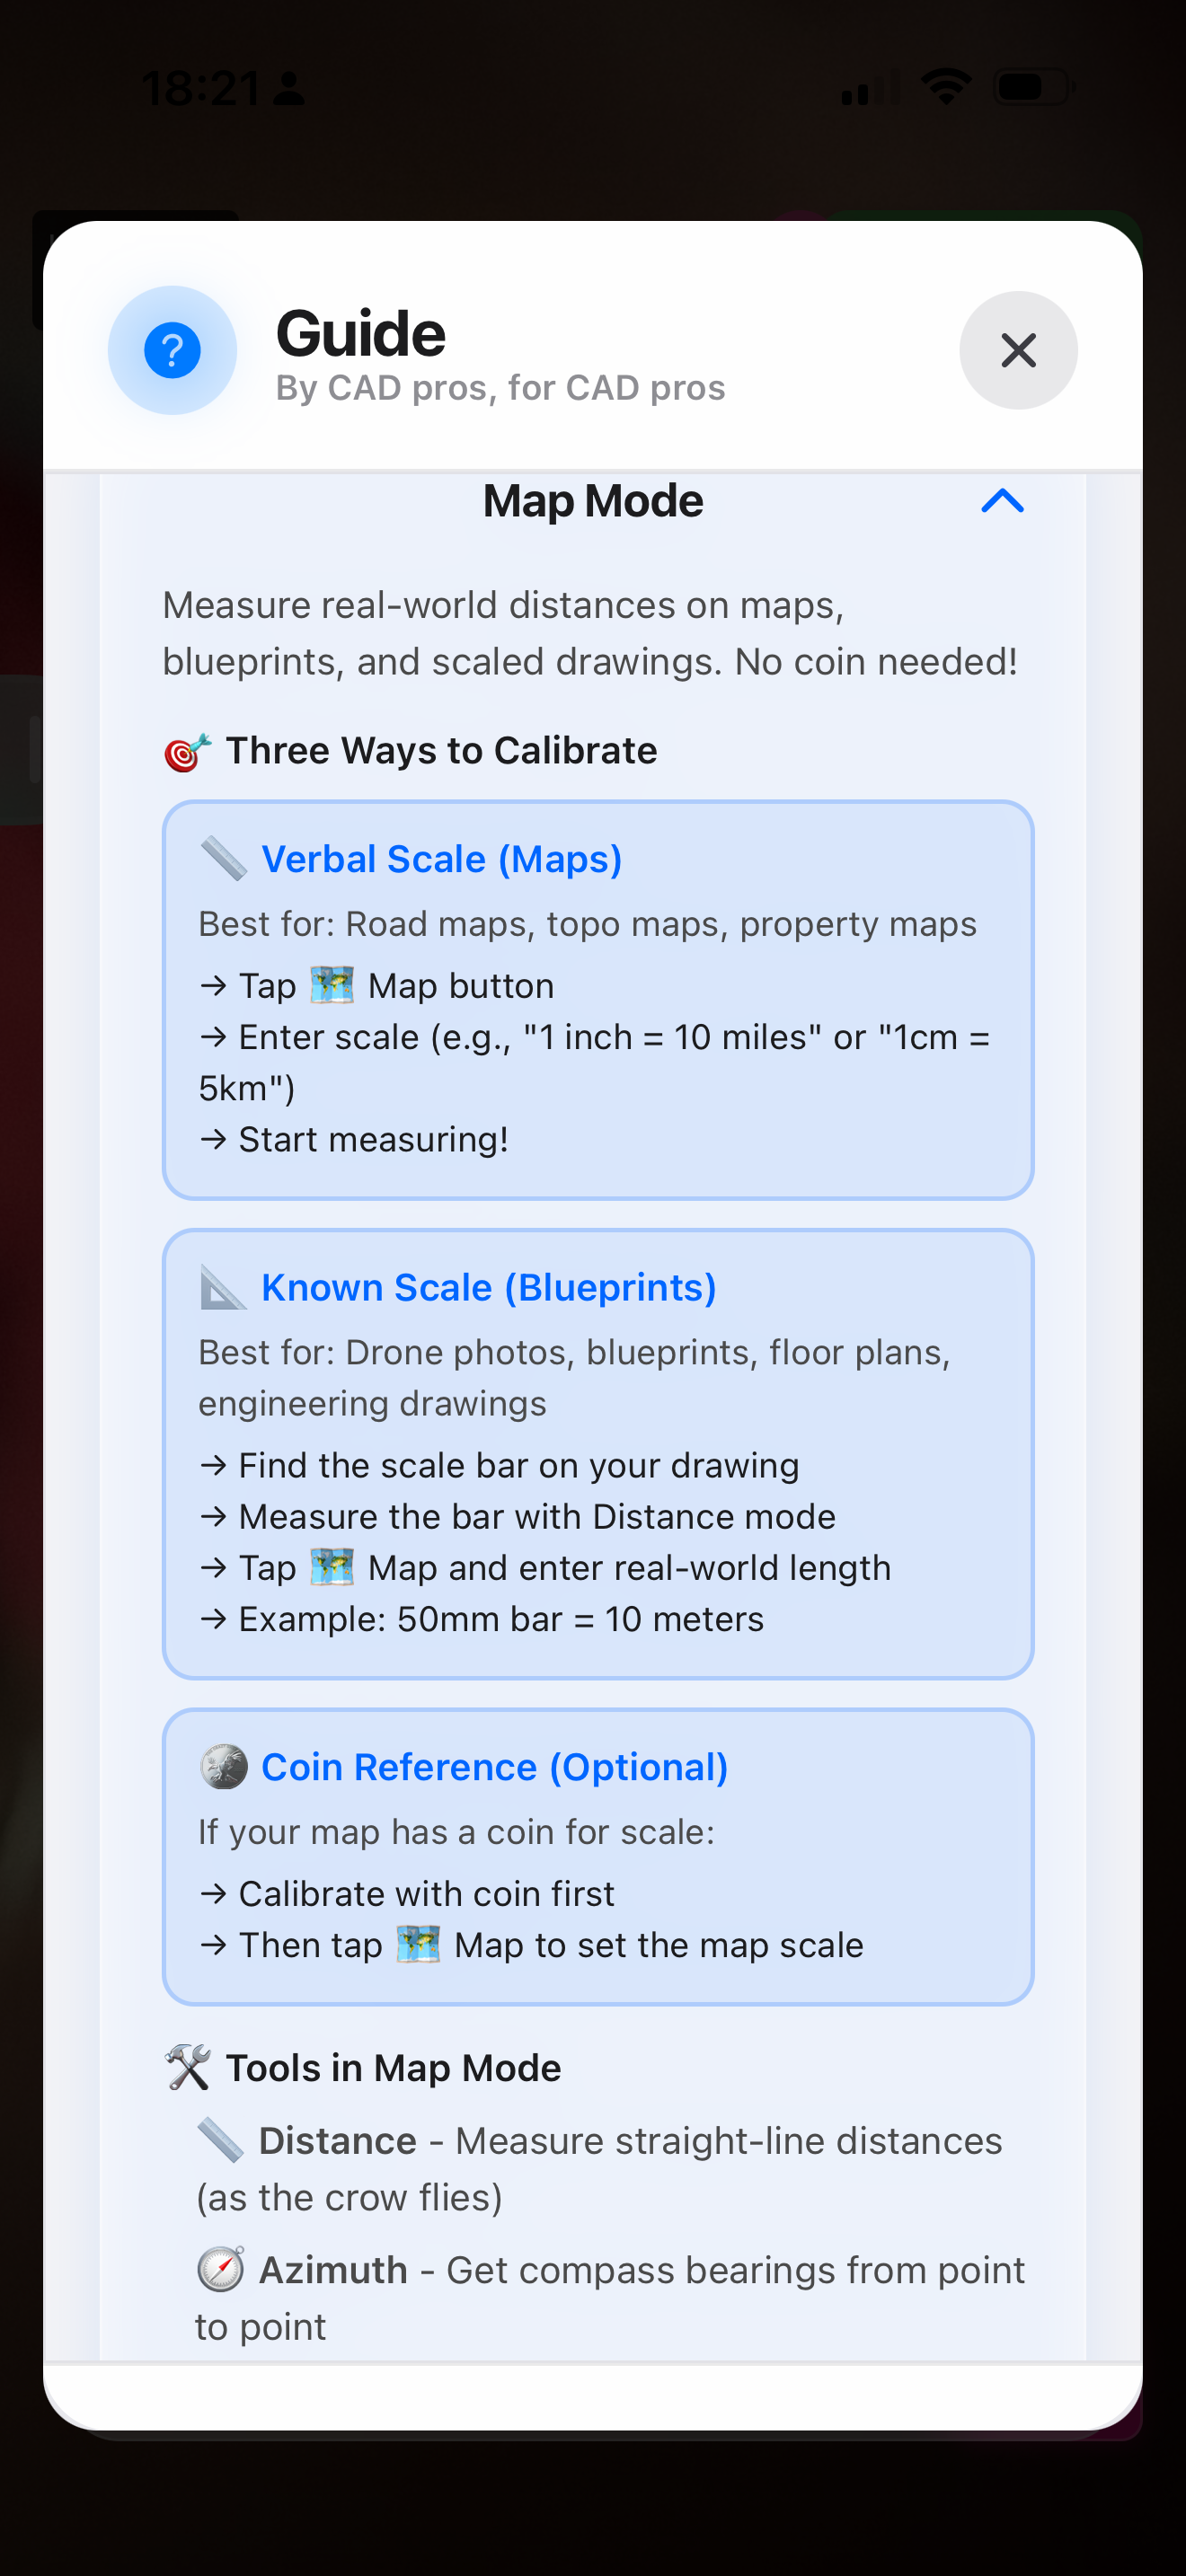 18:21
Guide
By CAD pros, for CAD pros
Map Mode
Measure real-world distances on maps,
blueprints, and scaled drawings. No coin needed!
🎯 Three Ways to Calibrate
📏 Verbal Scale (Maps)
Best for: Road maps, topo maps, property maps
→ Tap 🗺️ Map button
→ Enter scale (e.g., "1 inch = 10 miles" or "1cm =
5km")
→ Start measuring!
📐 Known Scale (Blueprints)
Best for: Drone photos, blueprints, floor plans,
engineering drawings
→ Find the scale bar on your drawing
→ Measure the bar with Distance mode
→ Tap 🗺️ Map and enter real-world length
→ Example: 50mm bar = 10 meters
🪙 Coin Reference (Optional)
If your map has a coin for scale:
→ Calibrate with coin first
→ Then tap 🗺️ Map to set the map scale
🛠️ Tools in Map Mode
📏 Distance - Measure straight-line distances
(as the crow flies)
🧭 Azimuth - Get compass bearings from point
to point